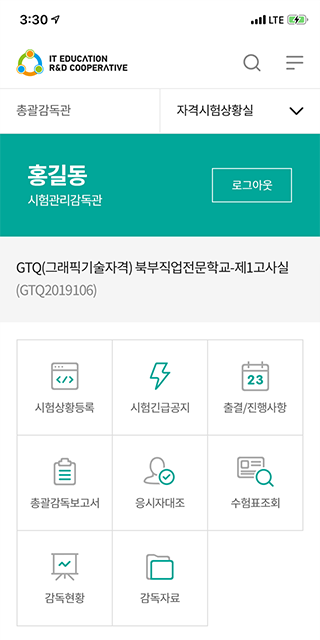 3:30
LTE
IT EDUCATION
R&D COOPERATIVE
총괄감독관
자격시험상황실
홍길동
시험관리감독관
로그아웃
GTQ(그래픽기술자격) 북부직업전문학교-제1고사실
(GTQ2019106)
23
시험상황등록
시험긴급공지
출결/진행사항
총괄감독보고서
응시자대조
수험표조회
감독현황
감독자료